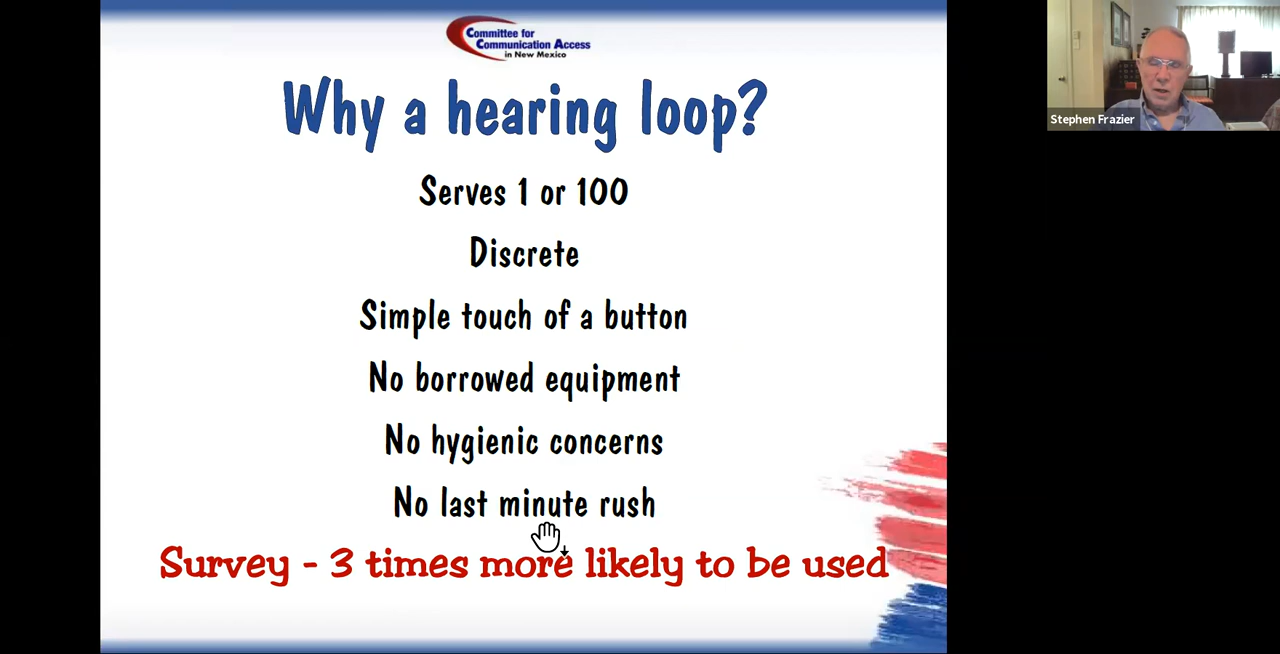 Committee for
Communication Access
in New Mexico
Why a hearing loop?
Serves 1 or 100
Discrete
Simple touch of a button
No borrowed equipment
No hygienic concerns
No last minute rush
Survey - 3 times more likely to be used
Stephen Frazier